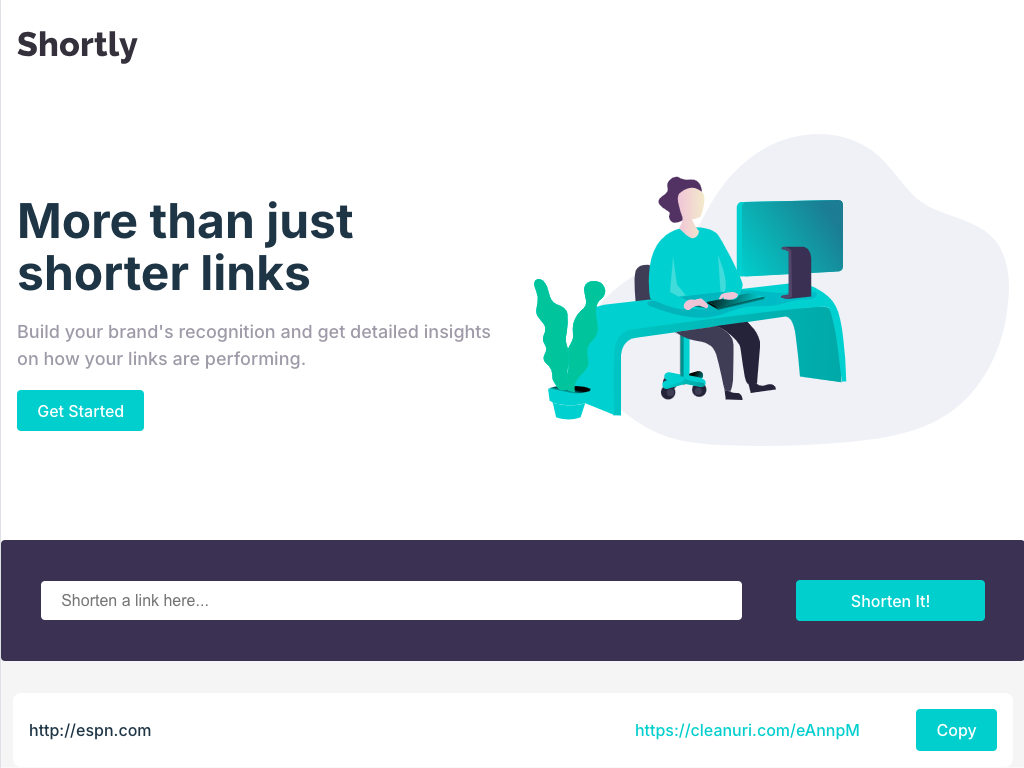 Shortly
More than just
shorter links
Build your brand's recognition and get detailed insights
on how your links are performing.
Get Started
Shorten a link here...
Shorten It!
http://espn.com
https://cleanuri.com/eAnnpM
Copy